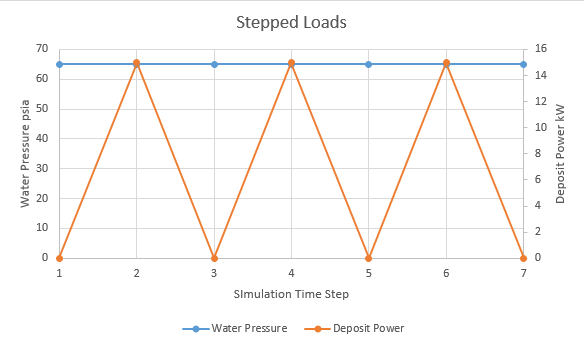 Stepped Loads
70
60
50
40
30
20
10
0
Water Pressure psia
16
14
12
10
8
6
4
2
0
Deposit Power kW
1 2 3 4 5 6 7
SImulation Time Step
Water Pressure Deposit Power